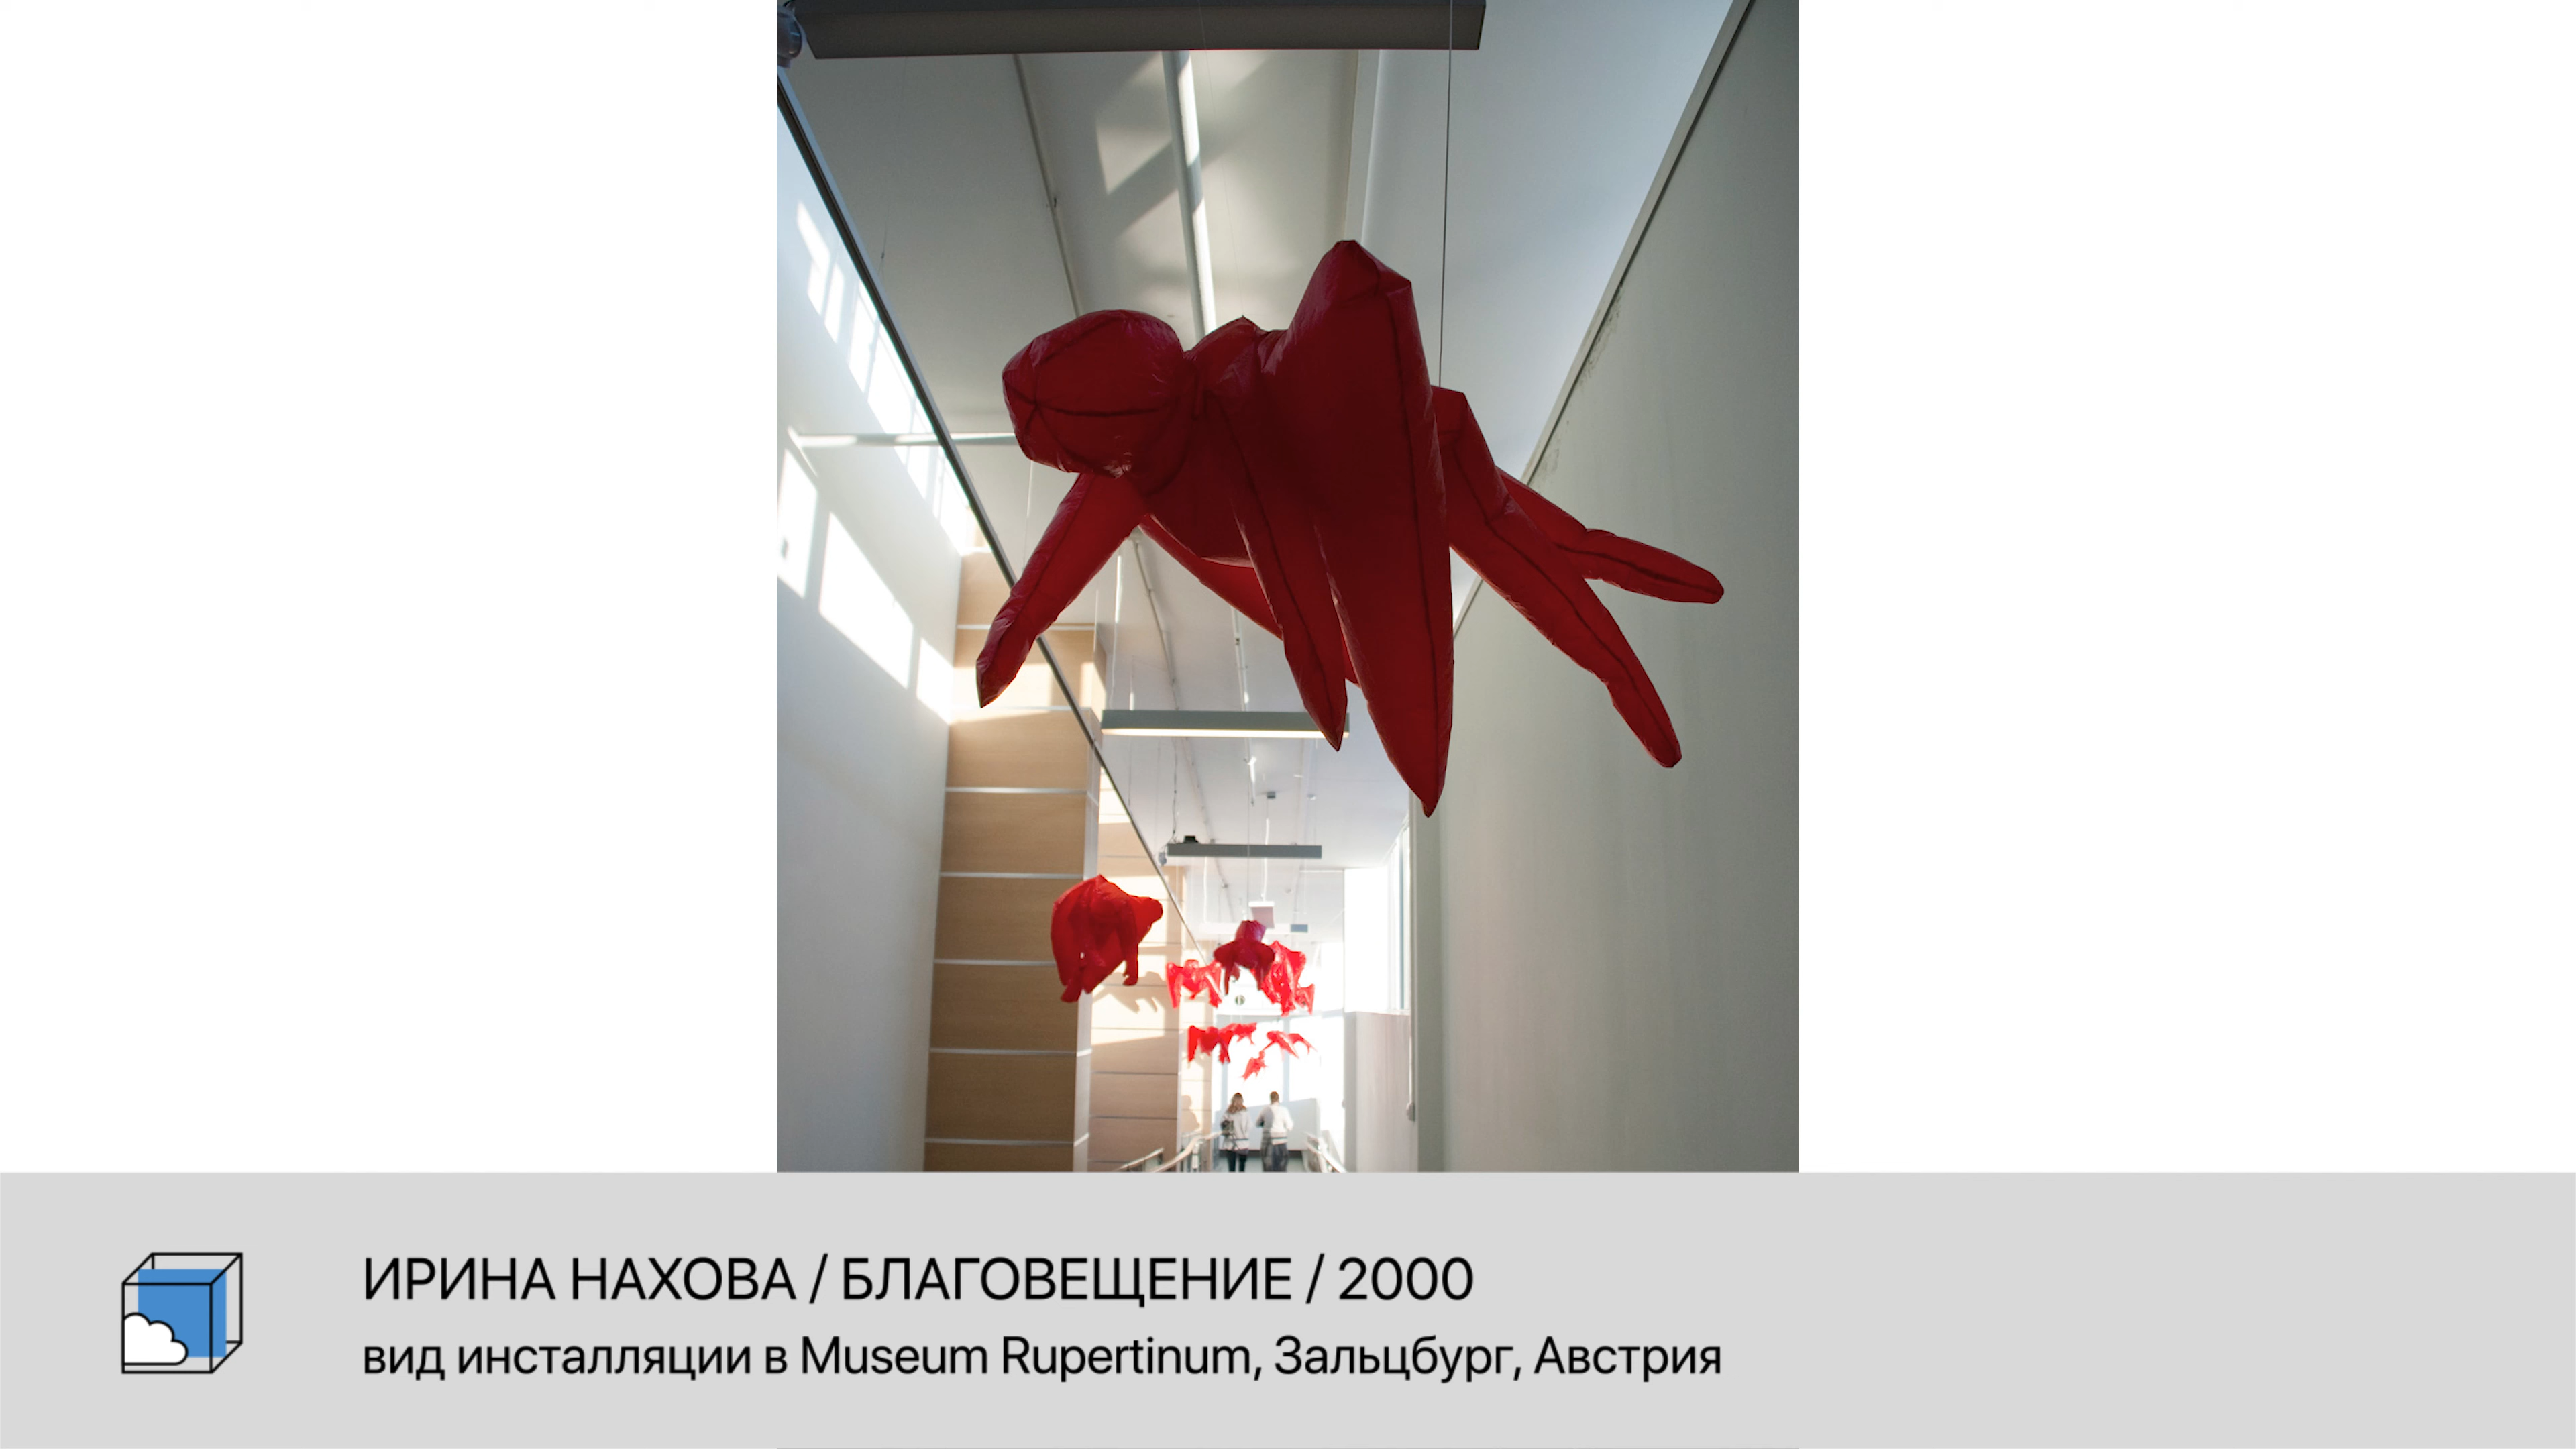 ИРИНА НАХОВА / БЛАГОВЕЩЕНИЕ / 2000
вид инсталляции в Museum Rupertinum, Зальцбург, Австрия